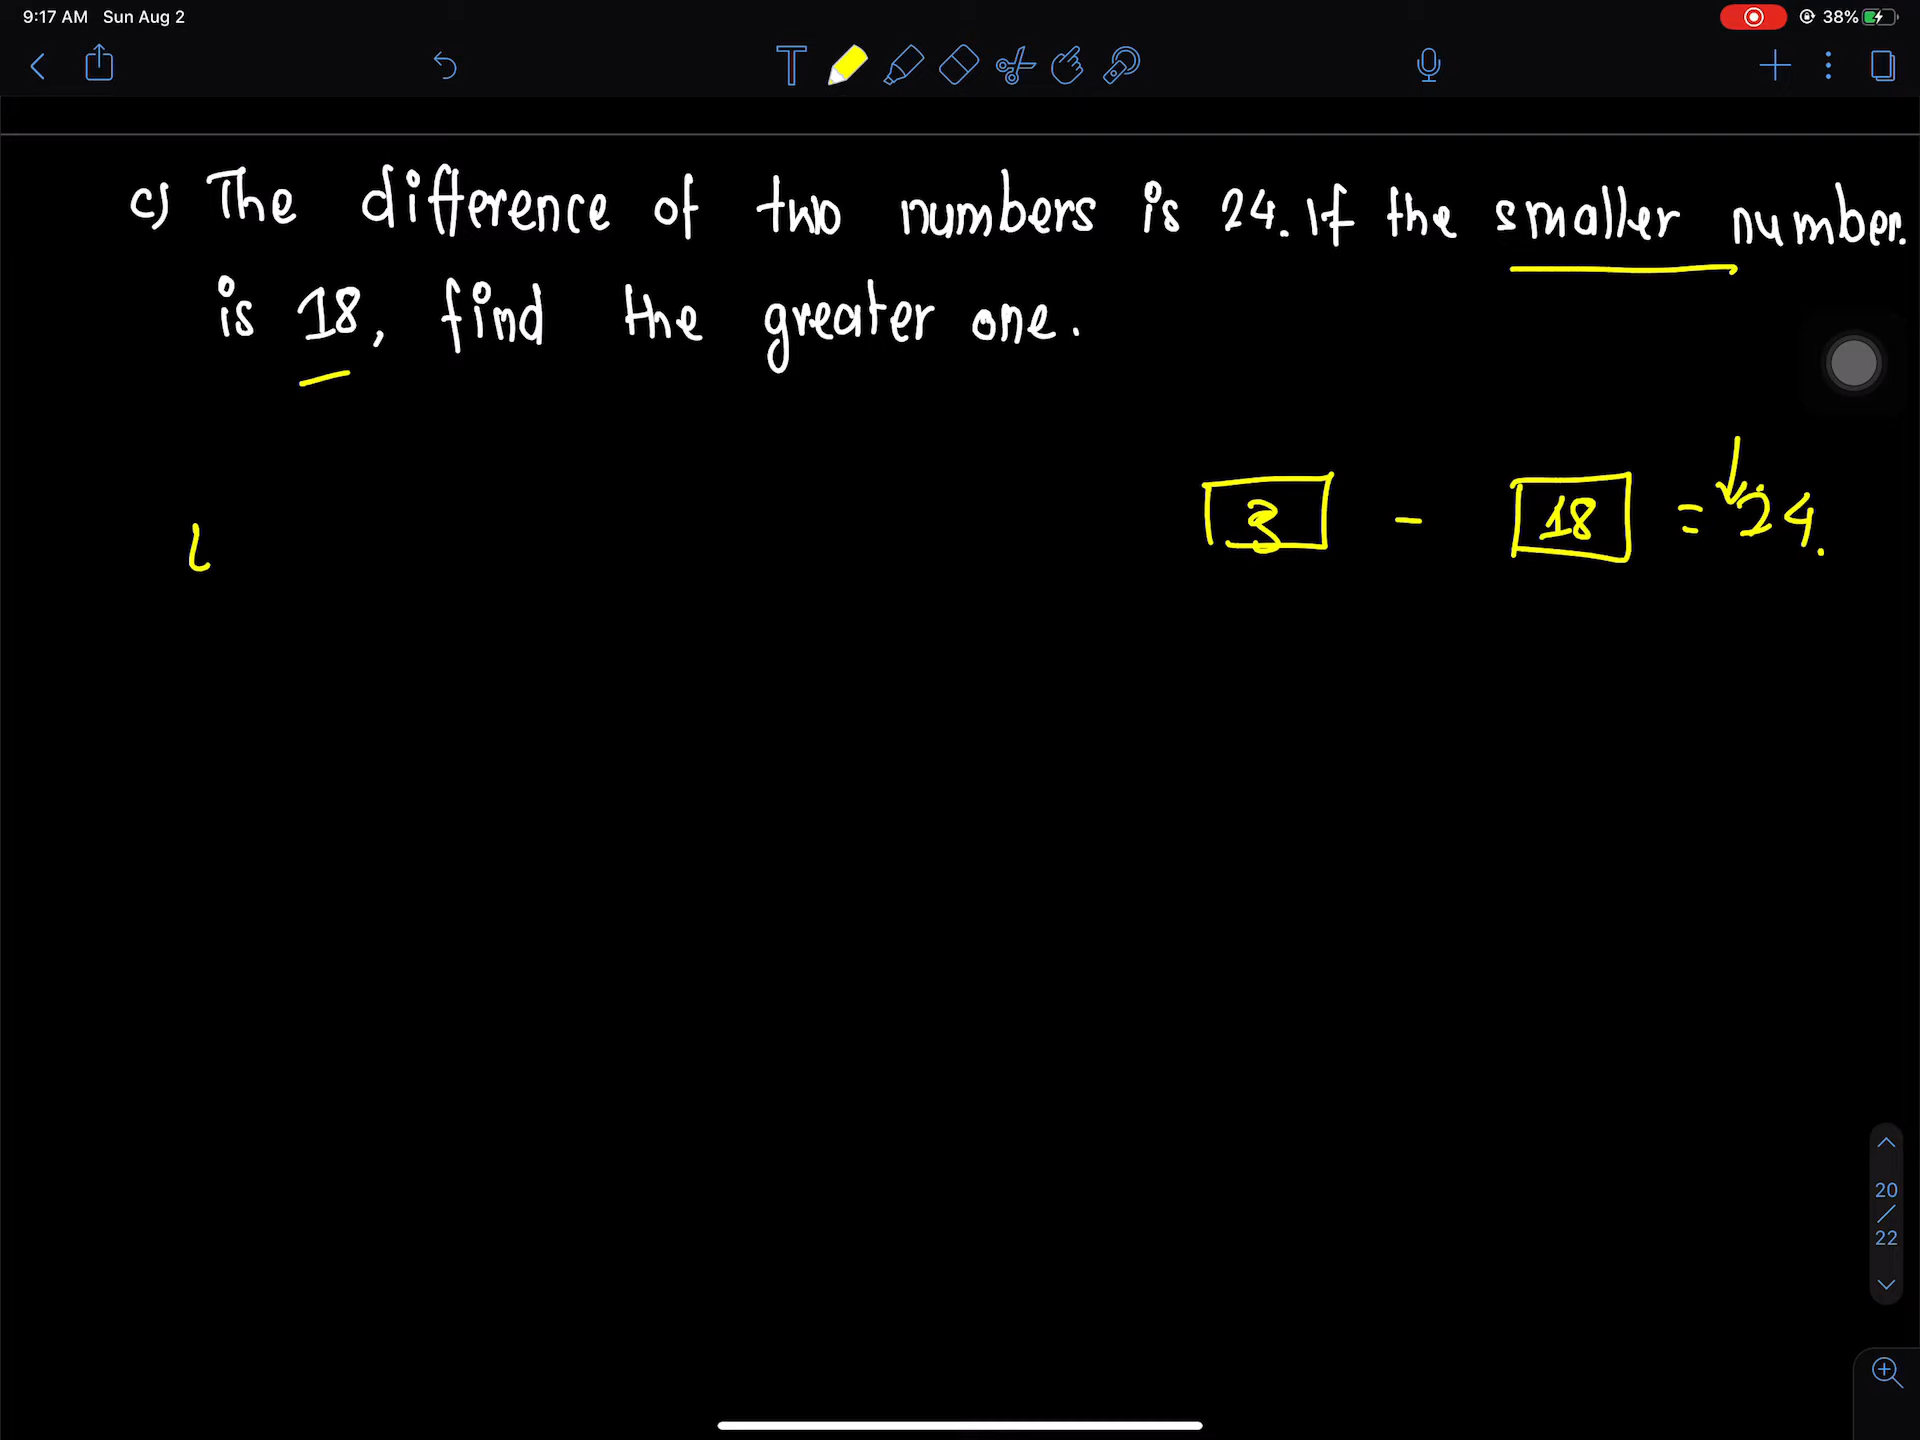 9:17 AM Sun Aug 2
38%
c) The difference of two numbers is 24. If the smaller number.
is 18, find the greater one.
- 18 = 24.
20
/
22